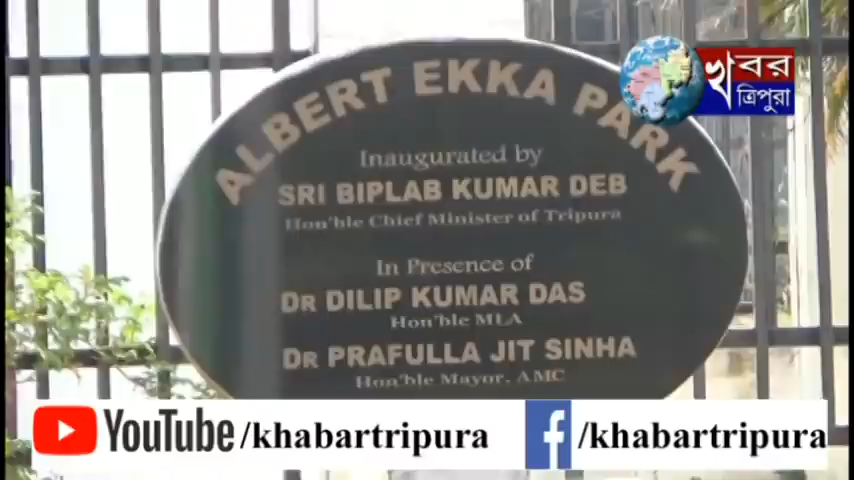 ALBERT EKKA PARK
খবর
ত্রিপুরা
Inaugurated by
SRI BIPLAB KUMAR DEB
Hon'ble Chief Minister of Tripura
In Presence of
DR DILIP KUMAR DAS
Hon'ble MLA
DR PRAFULLA JIT SINHA
Hon'ble Mayor, AMC
YouTube/khabartripura
f/khabartripura